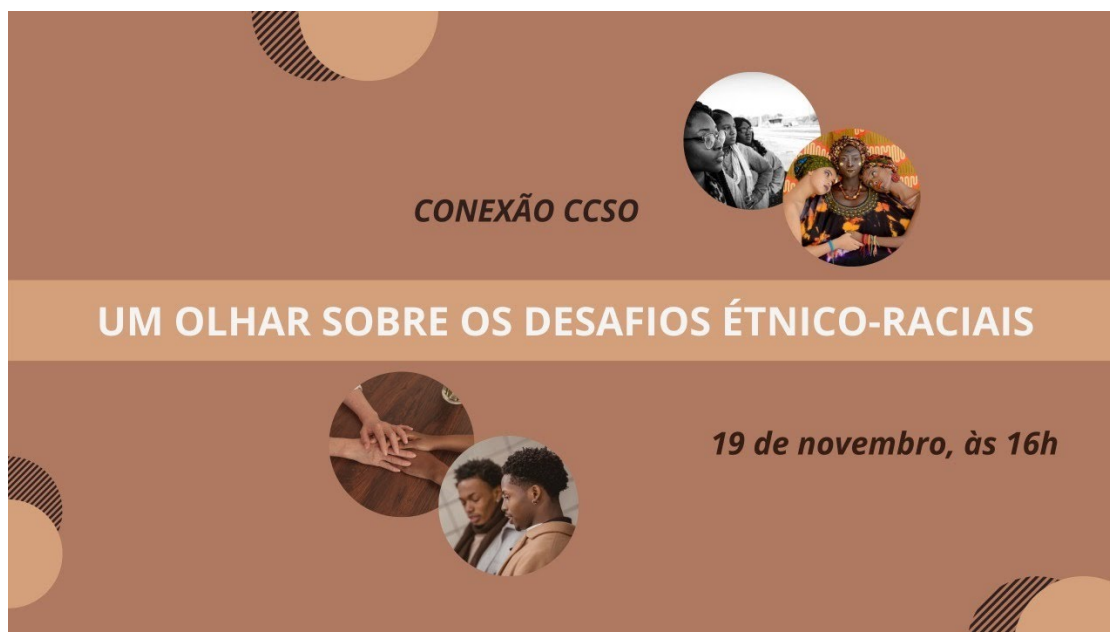 CONEXÃO CCSO
UM OLHAR SOBRE OS DESAFIOS ÉTNICO-RACIAIS
19 de novembro, às 16h